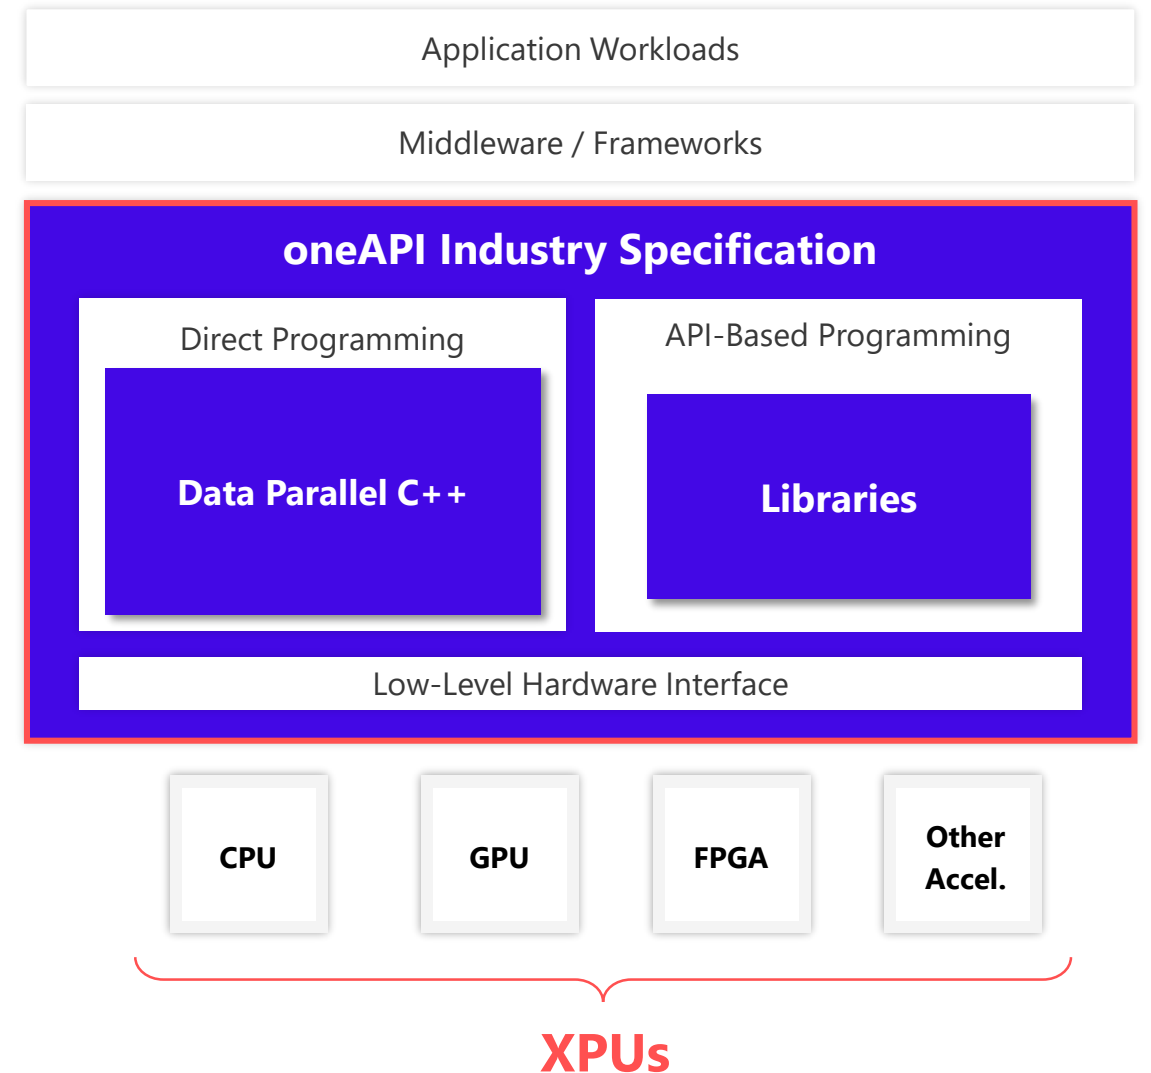 Application Workloads
Middleware / Frameworks
oneAPI Industry Specification
Direct Programming
Data Parallel C++
API-Based Programming
Libraries
Low-Level Hardware Interface
CPU
GPU
FPGA
Other
Accel.
XPUs